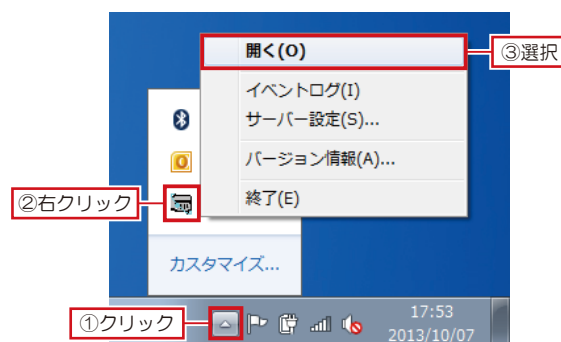 開く(O)
③選択
イベントログ(I)
サーバー設定(S)...
バージョン情報(A)...
②右クリック
終了(E)
カスタマイズ...
①クリック
17:53
2013/10/07